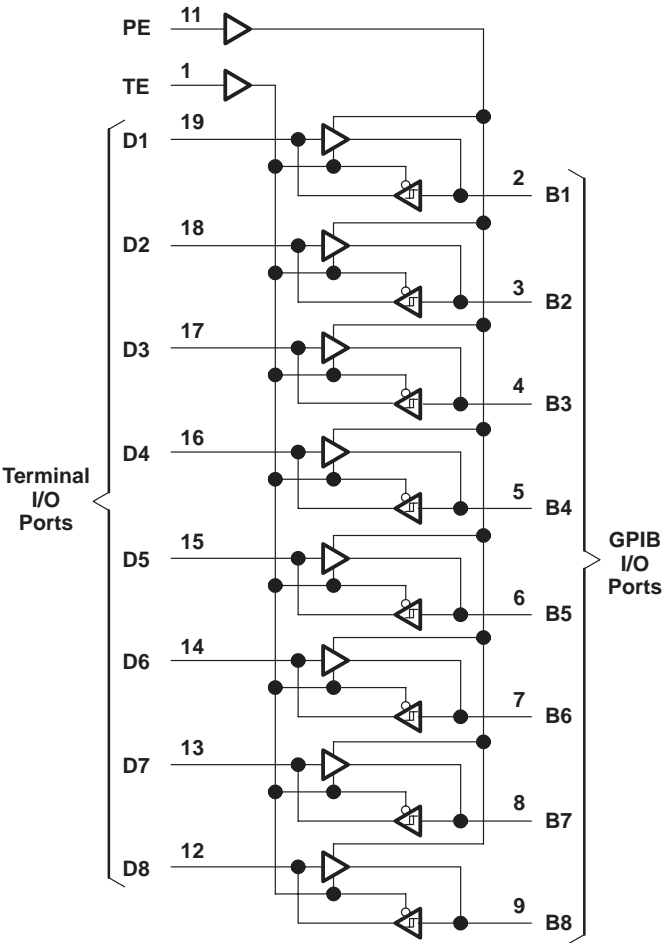 PE 11
TE 1
D1 19
2 B1
D2 18
3 B2
D3 17
4 B3
D4 16
5 B4
Terminal
I/O
Ports
D5 15
GPIB
I/O
Ports
6 B5
D6 14
7 B6
D7 13
8 B7
D8 12
9 B8